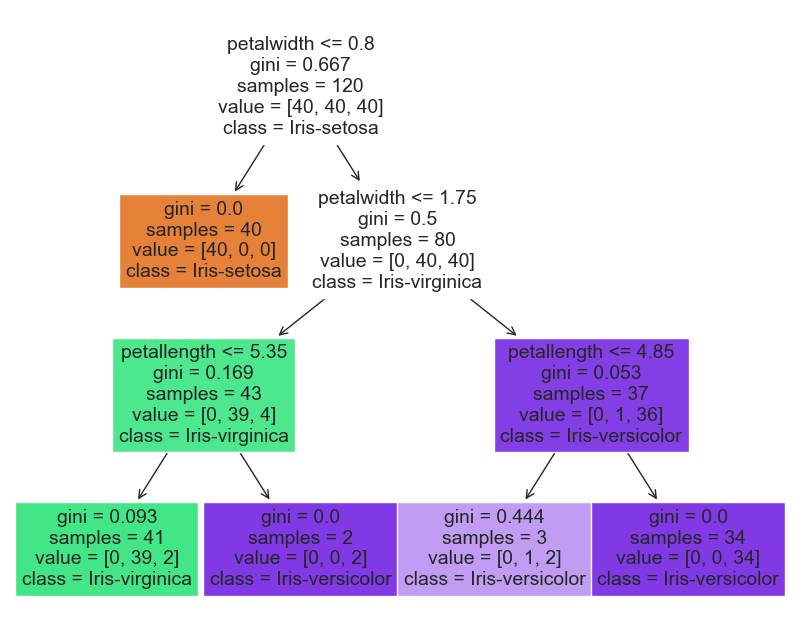 petalwidth <= 0.8
gini = 0.667
samples = 120
value = [40, 40, 40]
class = Iris-setosa
gini = 0.0
samples = 40
value = [40, 0, 0]
class = Iris-setosa
petalwidth <= 1.75
gini = 0.5
samples = 80
value = [0, 40, 40]
class = Iris-virginica
petallength <= 5.35
gini = 0.169
samples = 43
value = [0, 39, 4]
class = Iris-virginica
petallength <= 4.85
gini = 0.053
samples = 37
value = [0, 1, 36]
class = Iris-versicolor
gini = 0.093
samples = 41
value = [0, 39, 2]
class = Iris-virginica
gini = 0.0
samples = 2
value = [0, 0, 2]
class = Iris-versicolor
gini = 0.444
samples = 3
value = [0, 1, 2]
class = Iris-versicolor
gini = 0.0
samples = 34
value = [0, 0, 34]
class = Iris-versicolor